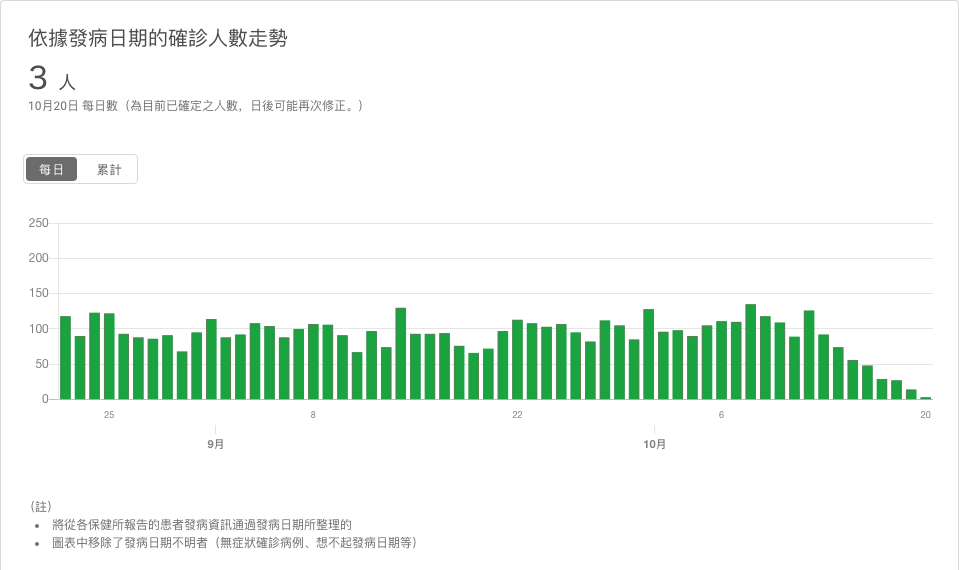 依據發病日期的確診人數走勢
3 人
10月20日 每日數（為目前已確定之人數，日後可能再次修正。）
每日 累計
250
200
150
100
50
0
25 8 22 6 20
9月 10月
（註）
• 將從各保健所報告的患者發病資訊通過發病日期所整理的
• 圖表中移除了發病日期不明者（無症狀確診病例、想不起發病日期等）